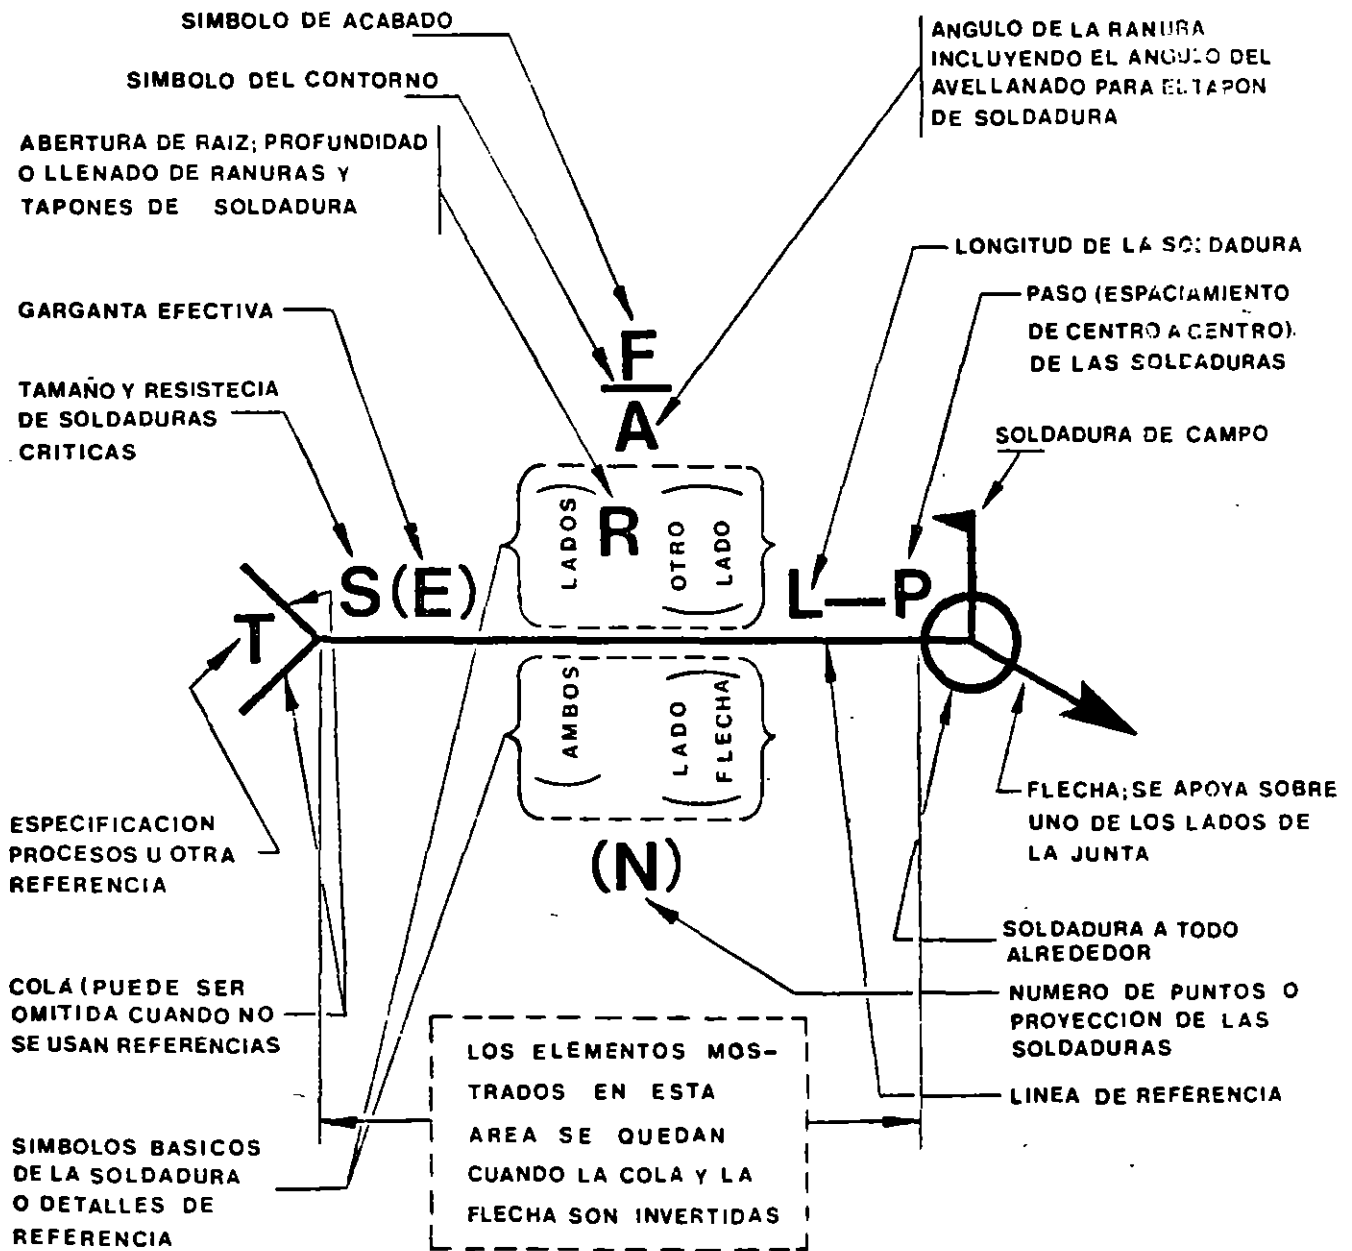 SIMBOLO DE ACABADO
SIMBOLO DEL CONTORNO
ABERTURA DE RAIZ; PROFUNDIDAD
O LLENADO DE RANURAS Y
TAPONES DE SOLDADURA
ANGULO DE LA RANURA
INCLUYENDO EL ANGULO DEL
AVELLANADO PARA EL TAPON
DE SOLDADURA
GARGANTA EFECTIVA
TAMAÑO Y RESISTECIA
DE SOLDADURAS
CRITICAS
LONGITUD DE LA SOLDADURA
PASO (ESPACIAMIENTO
DE CENTRO A CENTRO).
DE LAS SOLDADURAS
SOLDADURA DE CAMPO
F
A
LADOS
R
OTRO
LADO
S(E)
L—P
T
AMBOS
LADO
FLECHA
(N)
ESPECIFICACION
PROCESOS U OTRA
REFERENCIA
COLA (PUEDE SER
OMITIDA CUANDO NO
SE USAN REFERENCIAS
SIMBOLOS BASICOS
DE LA SOLDADURA
O DETALLES DE
REFERENCIA
LOS ELEMENTOS MOS-
TRADOS EN ESTA
AREA SE QUEDAN
CUANDO LA COLA Y LA
FLECHA SON INVERTIDAS
FLECHA; SE APOYA SOBRE
UNO DE LOS LADOS DE
LA JUNTA
SOLDADURA A TODO
ALREDEDOR
NUMERO DE PUNTOS O
PROYECCION DE LAS
SOLDADURAS
LINEA DE REFERENCIA